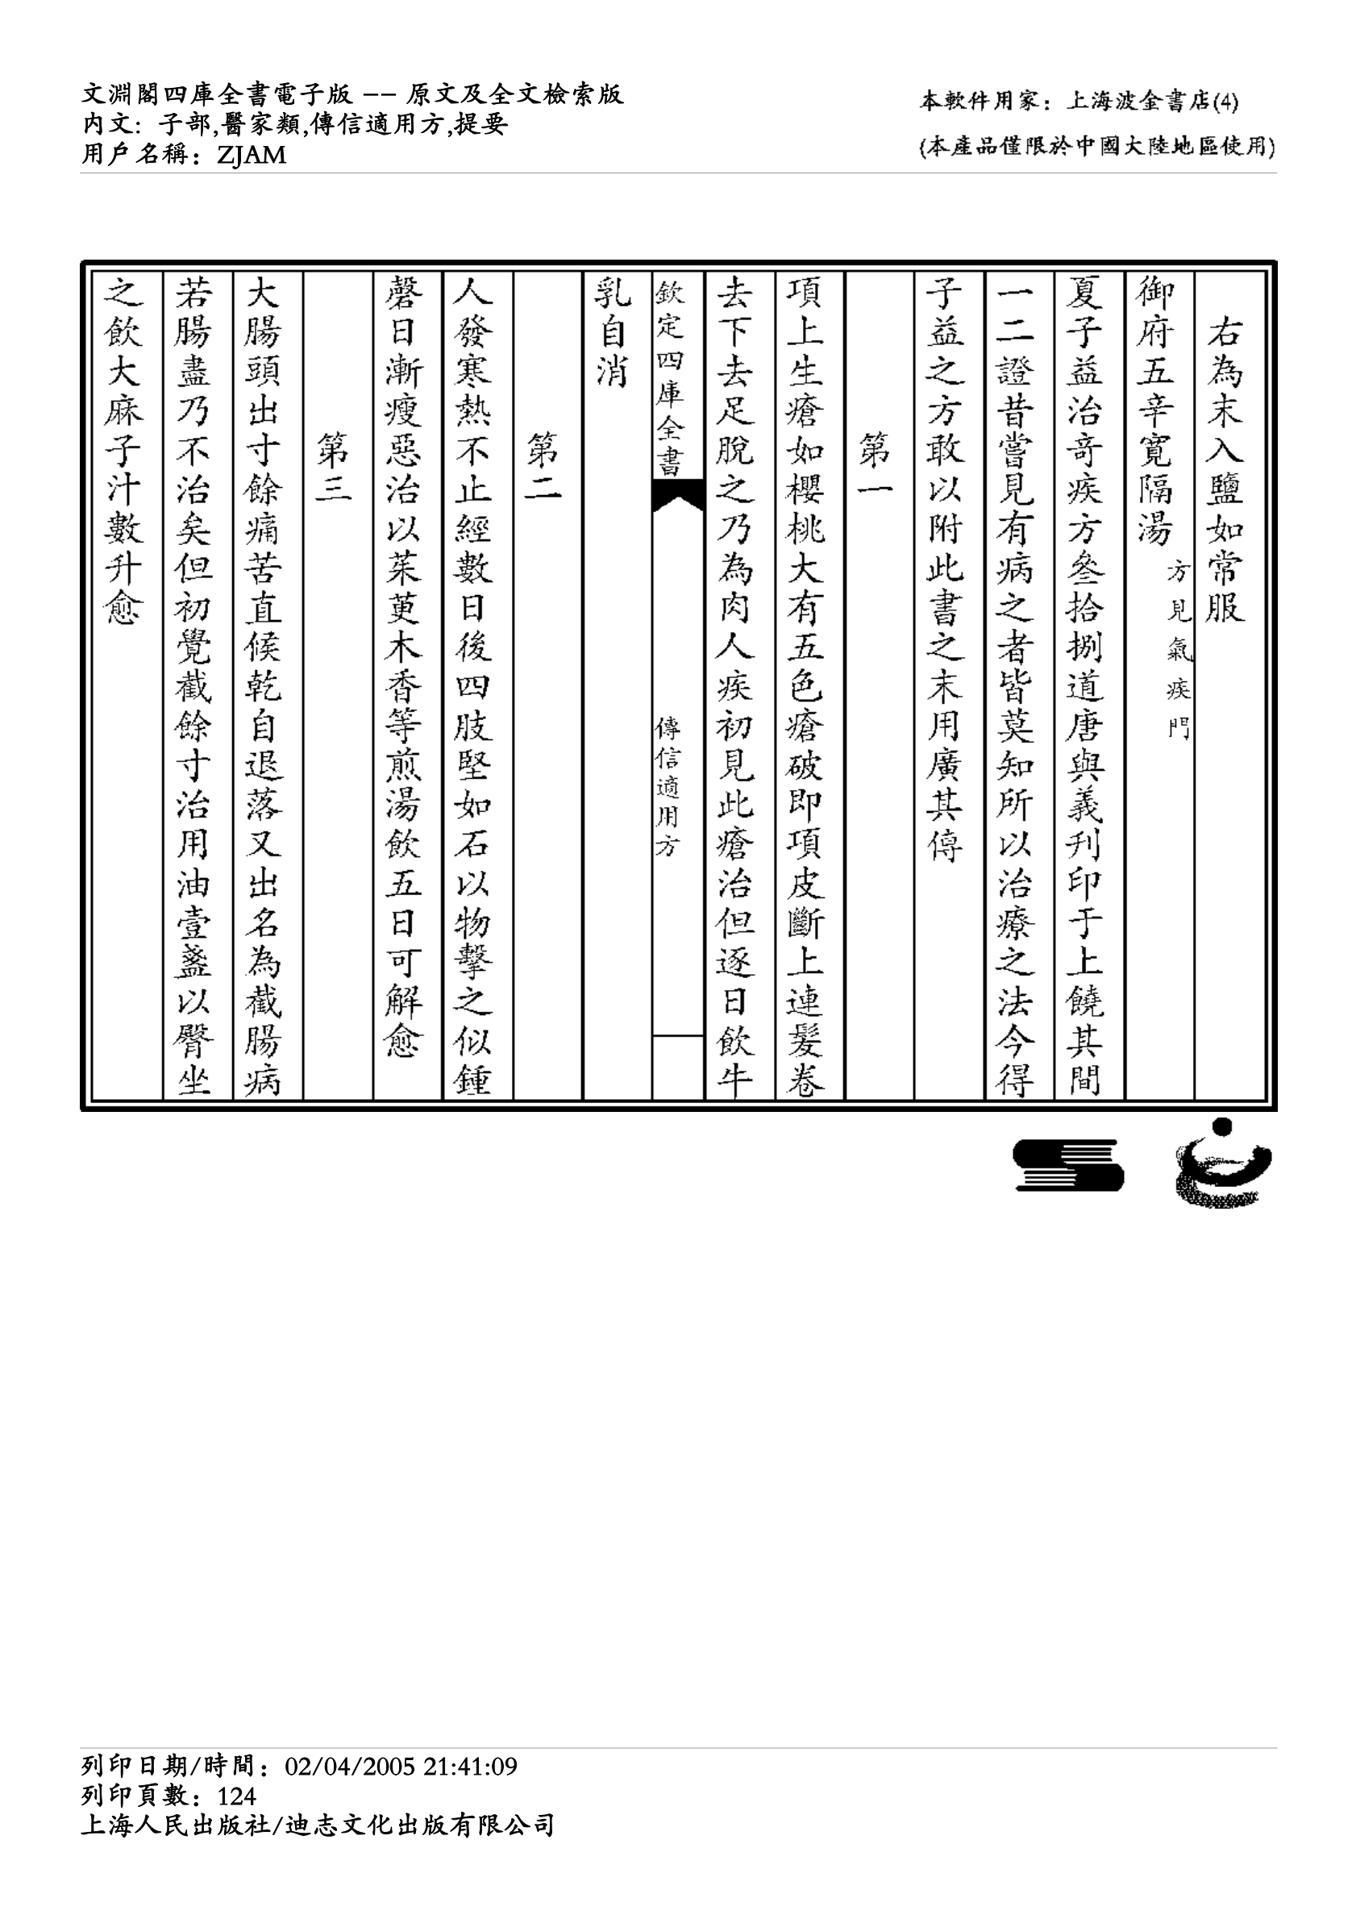 文淵閣四庫全書電子版 -- 原文及全文檢索版
內文: 子部,醫家類,傳信適用方,提要
用戶名稱: ZJAM
本軟件用家: 上海波金書店(4)
(本產品僅限於中國大陸地區使用)
右為末入鹽如常服
御府五辛寬隔湯 方見氣疾門
夏子益治奇疾方叄拾捌道唐與義刋印于上饒其間
一二證昔嘗見有病之者皆莫知所以治療之法今得
子益之方敢以附此書之末用廣其傳
第一
項上生瘡如櫻桃大有五色瘡破即項皮斷上連髮卷
去下去足脫之乃為肉人疾初見此瘡治但逐日飲牛
欽定四庫全書
傳信適用方
乳自消
第二
人發寒熱不止經數日後四肢堅如石以物擊之似鍾
磬日漸瘦惡治以茱萸木香等煎湯飲五日可解愈
第三
大腸頭出寸餘痛苦直候乾自退落又出名為截腸病
若腸盡乃不治矣但初覺截餘寸治用油壹盞以臀坐
之飲大麻子汁數升愈
列印日期/時間: 02/04/2005 21:41:09
列印頁數: 124
上海人民出版社/迪志文化出版有限公司